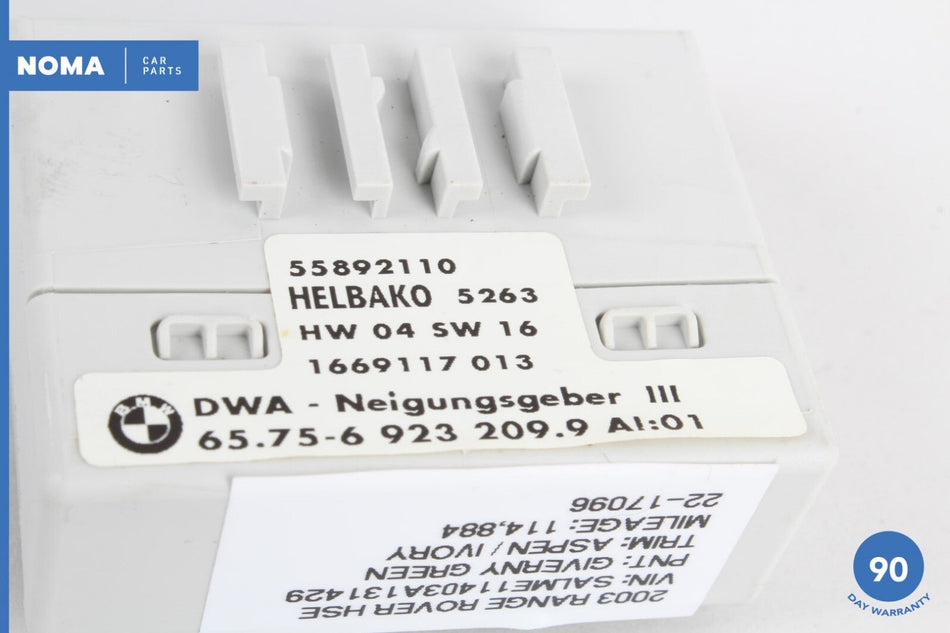 NOMA
CAR
PARTS
55892110
HELBAKO 5263
HW 04 SW 16
1669117 013
BMW
DWA - Neigungsgeber III
65.75-6 923 209.9 AI:01
2003 RANGE ROVER HSE
VIN: SALME11403A131429
PNT: GIVERNY GREEN
TRIM: ASPEN / IVORY
MILEAGE: 114,884
22-17096
90
DAY WARRANTY